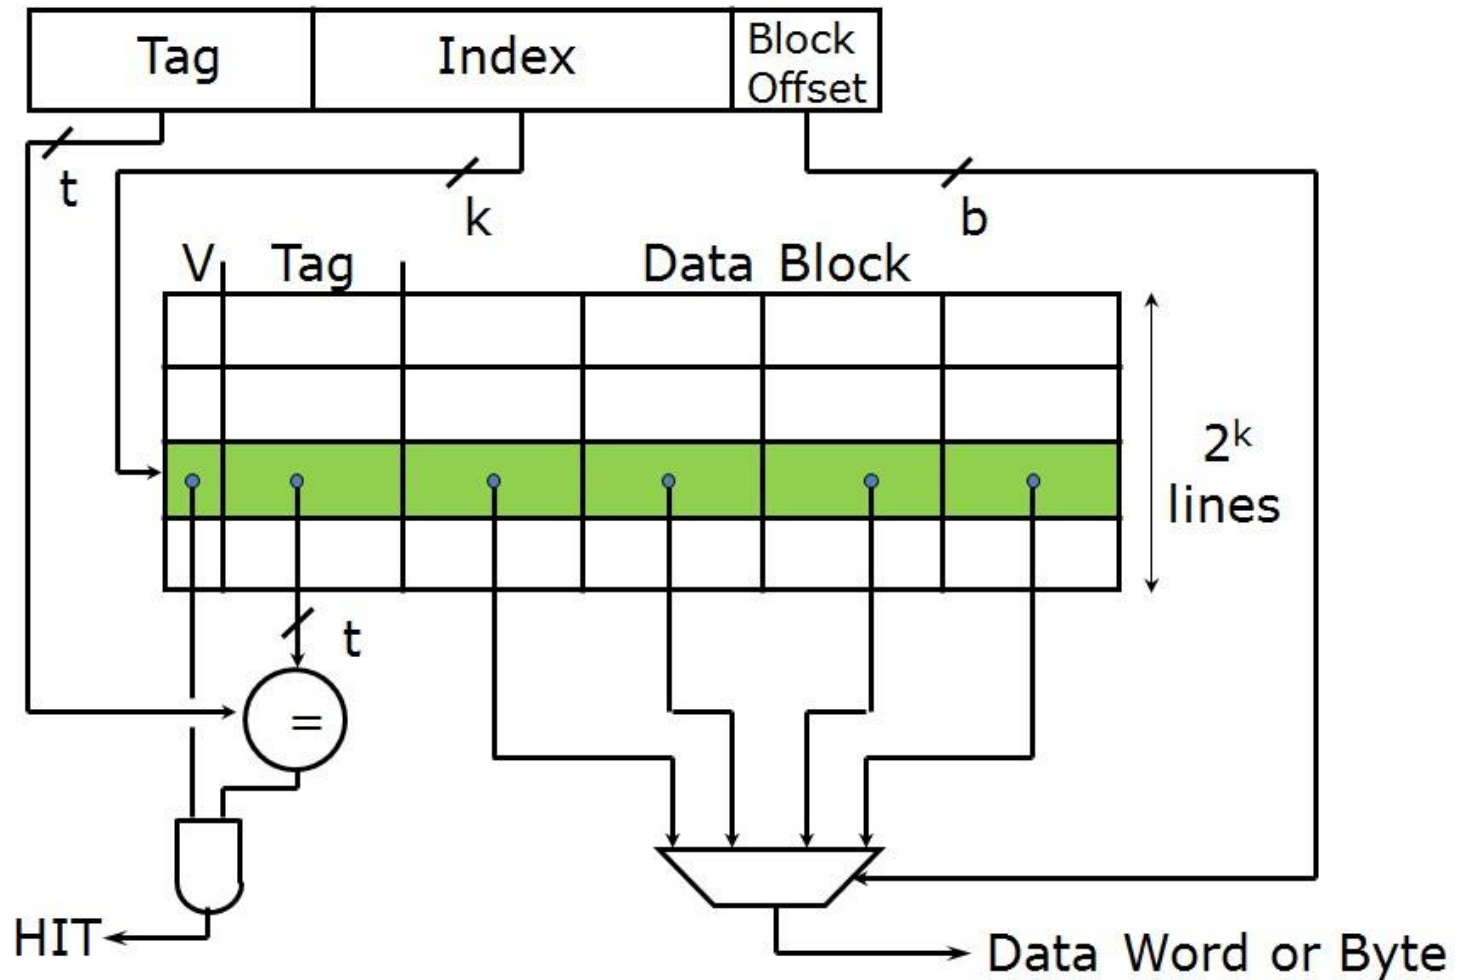 Tag
Index
Block
Offset
t
k
b
V
Tag
Data Block
2ᵏ
lines
t
=
HIT
Data Word or Byte